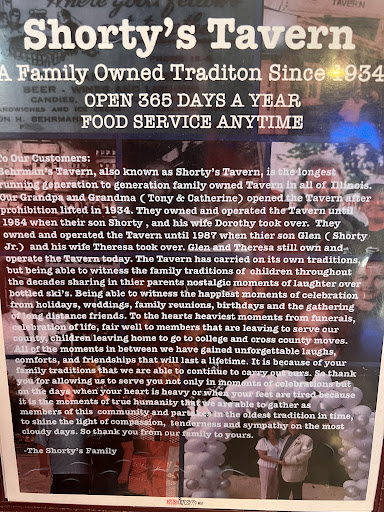 Where your fellow
TAVERN
Shorty's Tavern
A Family Owned Traditon Since 1934
OPEN 365 DAYS A YEAR
FOOD SERVICE ANYTIME
BEER - WINES AND
CANDIES,
SANDWICHES AND
N H. BEHRMA
To Our Customers:
Behrman's Tavern, also known as Shorty's Tavern, is the longest
running generation to generation family owned Tavern in all of Illinois.
Our Grandpa and Grandma ( Tony & Catherine) opened the Tavern after
prohibition lifted in 1934. They owned and operated the Tavern until
1954 when their son Shorty , and his wife Dorothy took over. They
owned and operated the Tavern until 1987 when thier son Glen ( Shorty
Jr.) and his wife Theresa took over. Glen and Theresa still own and
operate the Tavern today. The Tavern has carried on its own traditions,
but being able to witness the family traditions of children throughout
the decades sharing in thier parents nostalgic moments of laughter over
bottled ski's. Being able to witness the happiest moments of celebration
from holidays, weddings, family reunions, birthdays and the gathering
of long distance friends. To the hearts heaviest moments from funerals,
celebration of life, fair well to members that are leaving to serve our
county, children leaving home to go to college and cross county moves.
All of the moments in between we have gained unforgettable laughs,
comforts, and friendships that will last a lifetime. It is because of your
family traditions that we are able to continue to carry out ours. So thank
you for allowing us to serve you not only in moments of celebrations but
on the days when your heart is heavy or when your feet are tired because
it is the moments of true humanity that we are able to gather as
members of this community and partake in the oldest tradition in time,
to shine the light of compassion, tenderness and sympathy on the most
cloudy days. So thank you from our family to yours.
-The Shorty's Family